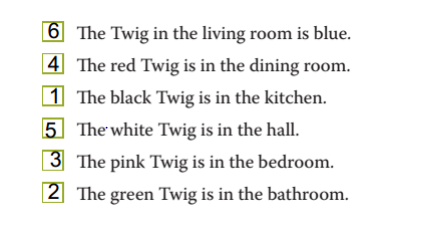 6 The Twig in the living room is blue.
4 The red Twig is in the dining room.
1 The black Twig is in the kitchen.
5 The white Twig is in the hall.
3 The pink Twig is in the bedroom.
2 The green Twig is in the bathroom.